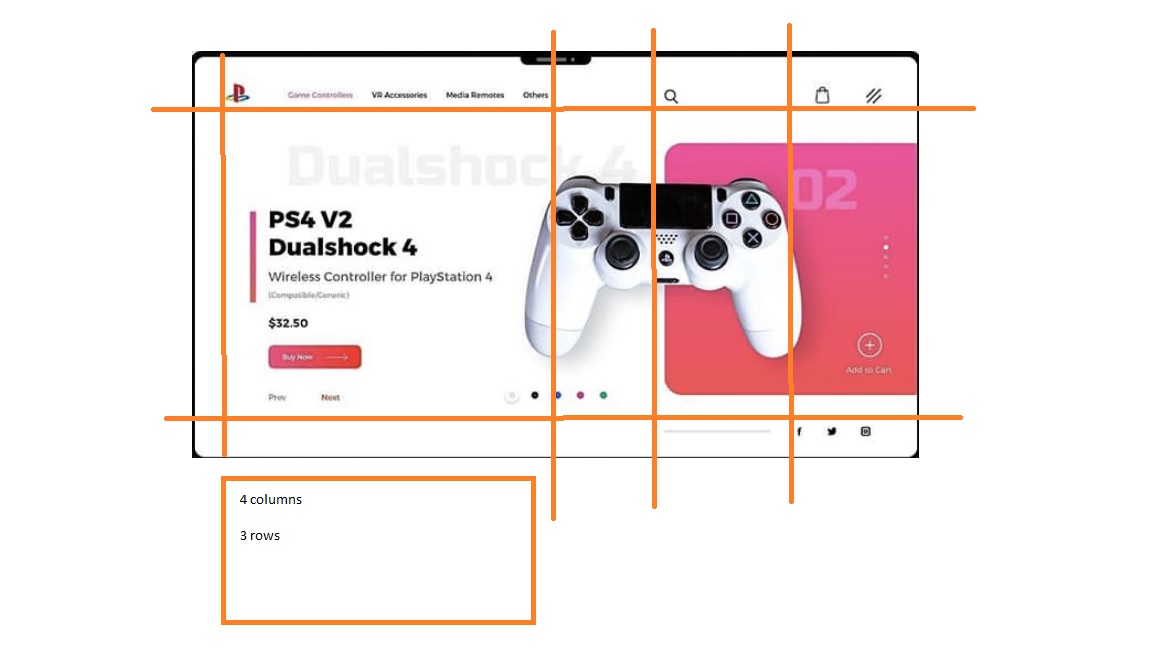 Game Controllers VR Accessories Media Remotes Others
Dualshock 4
02
PS4 V2
Dualshock 4
Wireless Controller for PlayStation 4
(Compatible/Generic)
$32.50
Buy Now
Add to Cart
Prev Next
4 columns
3 rows